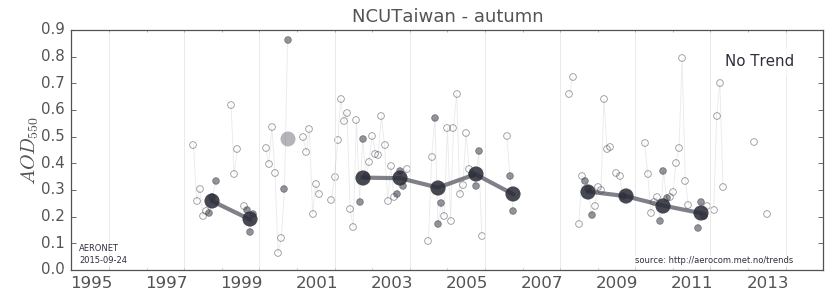 NCUTaiwan - autumn
0.9
0.8
0.7
0.6
0.5
0.4
0.3
0.2
0.1
0.0
AOD550
No Trend
AERONET
2015-09-24
source: http://aerocom.met.no/trends
1995 1997 1999 2001 2003 2005 2007 2009 2011 2013